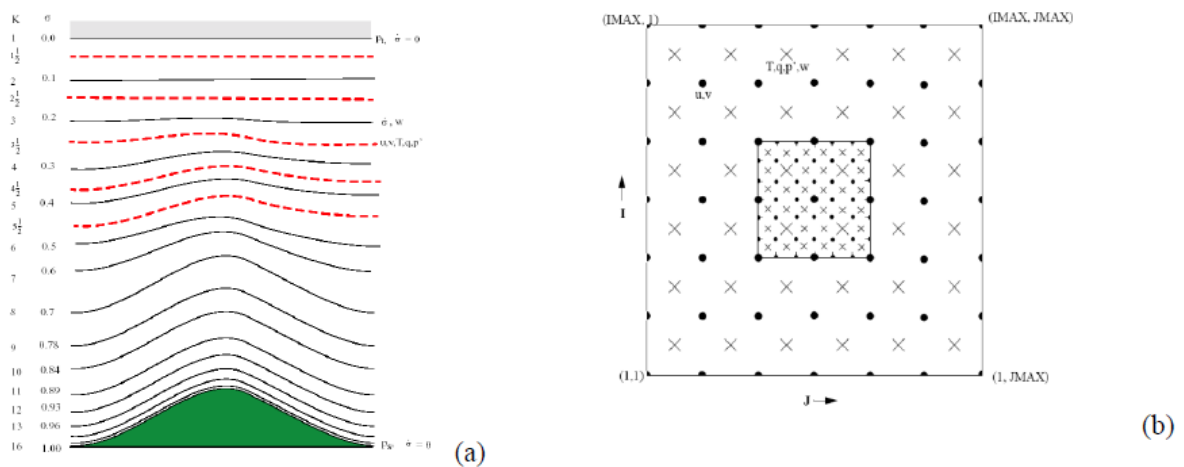 K σ
1 0.0 Pt, σ̇ = 0
1½
2 0.1
2½
3 0.2 σ̇, w
3½ u,v,T,q,p'
4 0.3
4½
5 0.4
5½
6 0.5
0.6
7
8 0.7
9 0.78
10 0.84
11 0.89
12 0.93
13 0.96
16 1.00 σ̇ = 0
(a)
(IMAX, 1) (IMAX, JMAX)
T,q,p',w
u,v
I
(1,1) (1, JMAX)
J
(b)